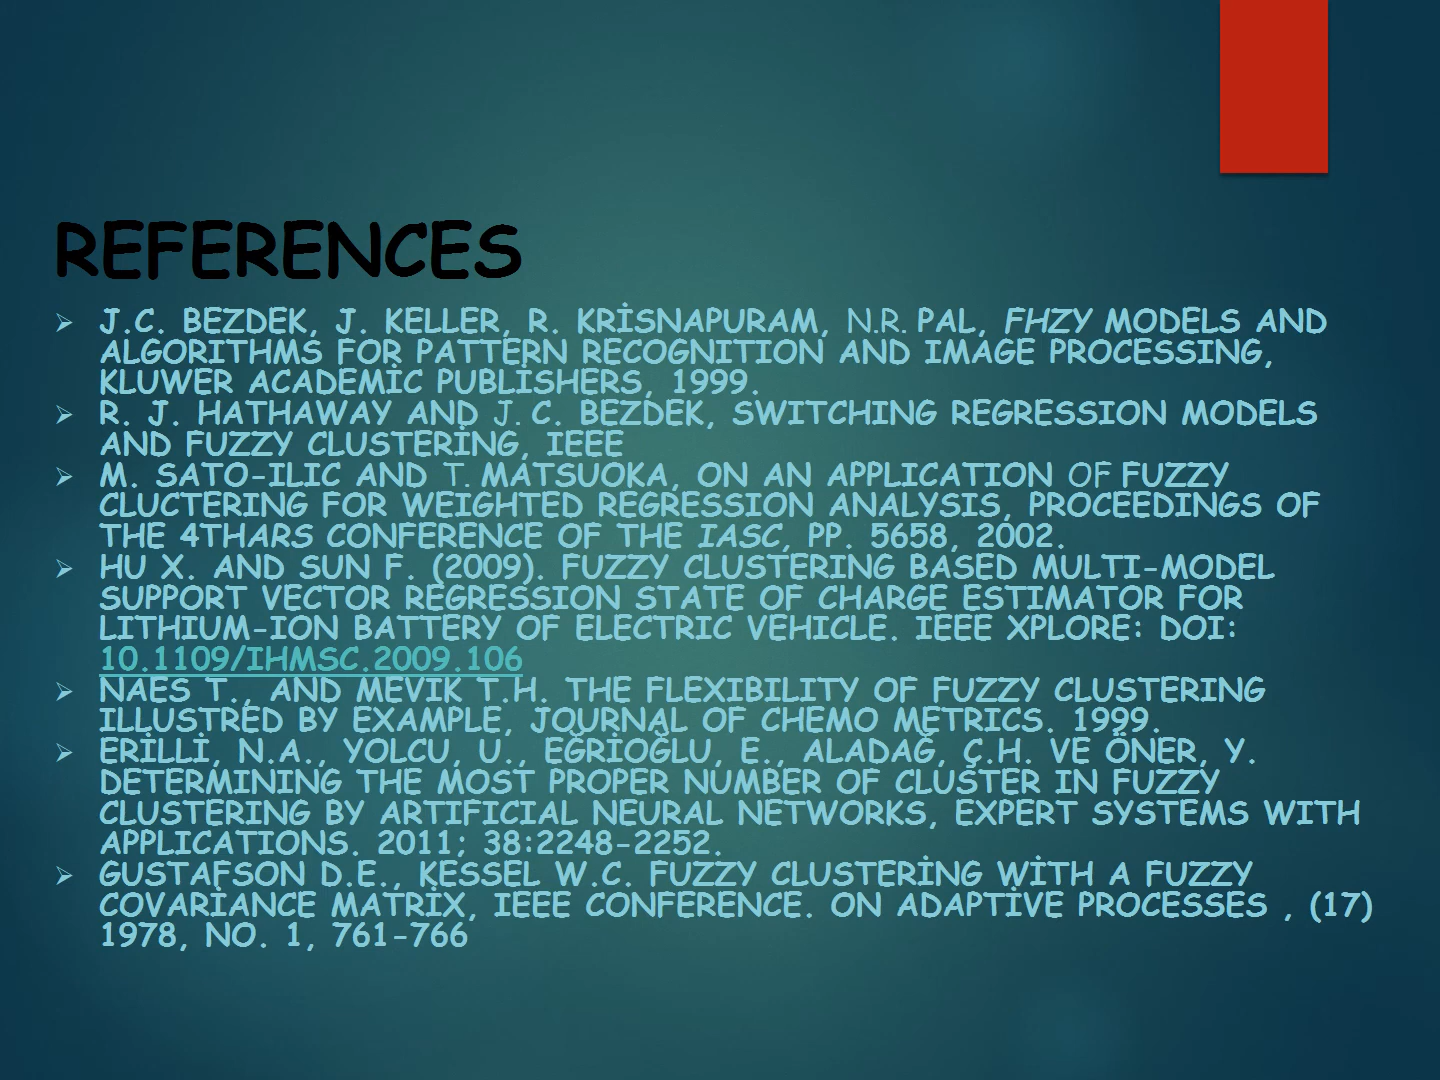 REFERENCES
➢ J.C. BEZDEK, J. KELLER, R. KRİSNAPURAM, N.R. PAL, FHZY MODELS AND
ALGORITHMS FOR PATTERN RECOGNITION AND IMAGE PROCESSING,
KLUWER ACADEMİC PUBLİSHERS, 1999.
➢ R. J. HATHAWAY AND J. C. BEZDEK, SWITCHING REGRESSION MODELS
AND FUZZY CLUSTERİNG, IEEE
➢ M. SATO-ILIC AND T. MATSUOKA, ON AN APPLICATION OF FUZZY
CLUCTERING FOR WEIGHTED REGRESSION ANALYSIS, PROCEEDINGS OF
THE 4THARS CONFERENCE OF THE IASC, PP. 5658, 2002.
➢ HU X. AND SUN F. (2009). FUZZY CLUSTERING BASED MULTI-MODEL
SUPPORT VECTOR REGRESSION STATE OF CHARGE ESTIMATOR FOR
LITHIUM-ION BATTERY OF ELECTRIC VEHICLE. IEEE XPLORE: DOI:
10.1109/IHMSC.2009.106
➢ NAES T., AND MEVIK T.H. THE FLEXIBILITY OF FUZZY CLUSTERING
ILLUSTRED BY EXAMPLE, JOURNAL OF CHEMO METRICS. 1999.
➢ ERİLLİ, N.A., YOLCU, U., EĞRİOĞLU, E., ALADAĞ, Ç.H. VE ÖNER, Y.
DETERMINING THE MOST PROPER NUMBER OF CLUSTER IN FUZZY
CLUSTERING BY ARTIFICIAL NEURAL NETWORKS, EXPERT SYSTEMS WITH
APPLICATIONS. 2011; 38:2248-2252.
➢ GUSTAFSON D.E., KESSEL W.C. FUZZY CLUSTERİNG WİTH A FUZZY
COVARİANCE MATRİX, IEEE CONFERENCE. ON ADAPTİVE PROCESSES , (17)
1978, NO. 1, 761-766